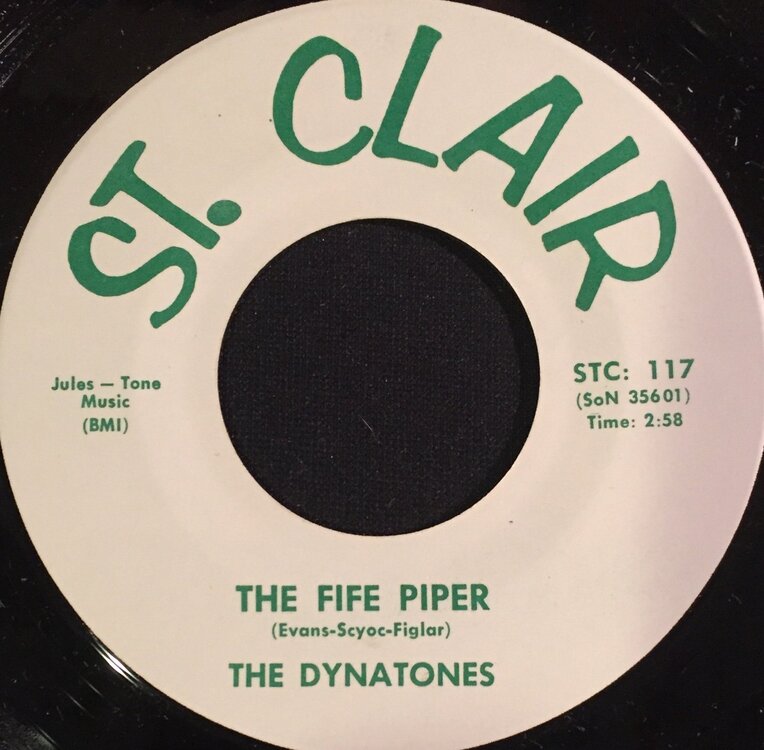 ST. CLAIR
Jules – Tone
Music
(BMI)
STC: 117
(SoN 35601)
Time: 2:58
THE FIFE PIPER
(Evans-Scyoc-Figlar)
THE DYNATONES